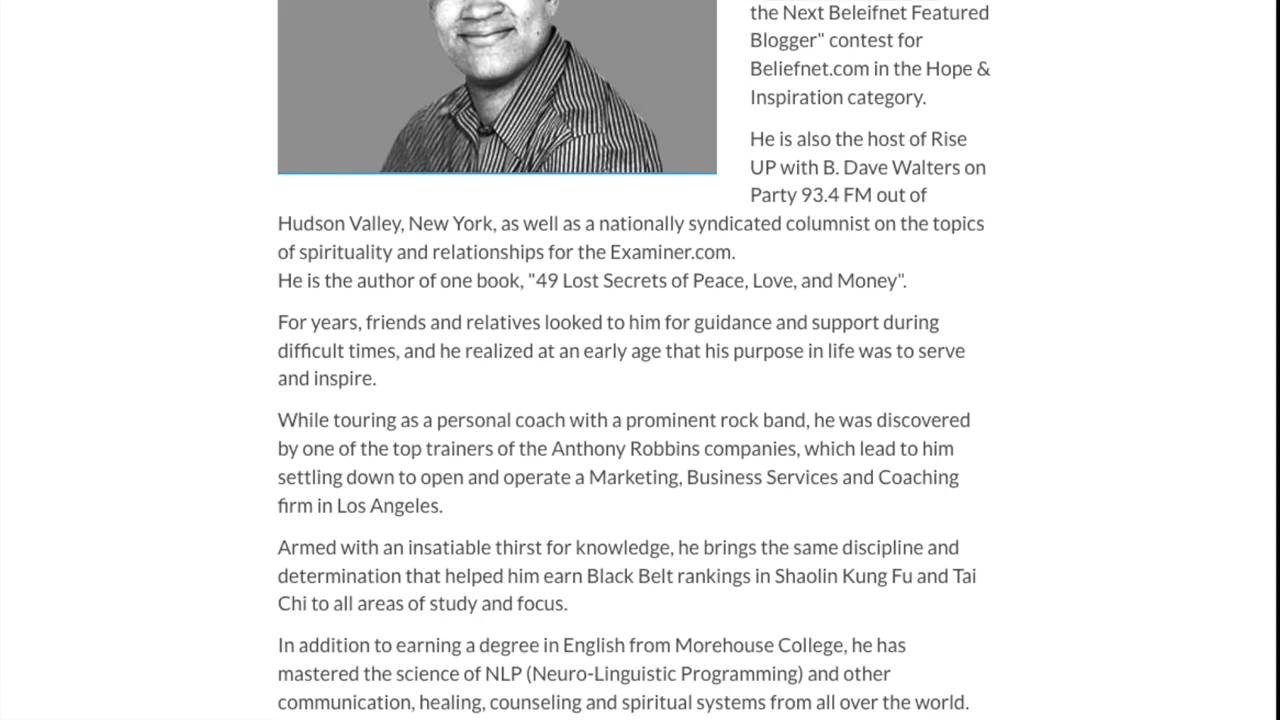 the Next Beleifnet Featured
Blogger" contest for
Beliefnet.com in the Hope &
Inspiration category.
He is also the host of Rise
UP with B. Dave Walters on
Party 93.4 FM out of
Hudson Valley, New York, as well as a nationally syndicated columnist on the topics
of spirituality and relationships for the Examiner.com.
He is the author of one book, "49 Lost Secrets of Peace, Love, and Money".
For years, friends and relatives looked to him for guidance and support during
difficult times, and he realized at an early age that his purpose in life was to serve
and inspire.
While touring as a personal coach with a prominent rock band, he was discovered
by one of the top trainers of the Anthony Robbins companies, which lead to him
settling down to open and operate a Marketing, Business Services and Coaching
firm in Los Angeles.
Armed with an insatiable thirst for knowledge, he brings the same discipline and
determination that helped him earn Black Belt rankings in Shaolin Kung Fu and Tai
Chi to all areas of study and focus.
In addition to earning a degree in English from Morehouse College, he has
mastered the science of NLP (Neuro-Linguistic Programming) and other
communication, healing, counseling and spiritual systems from all over the world.